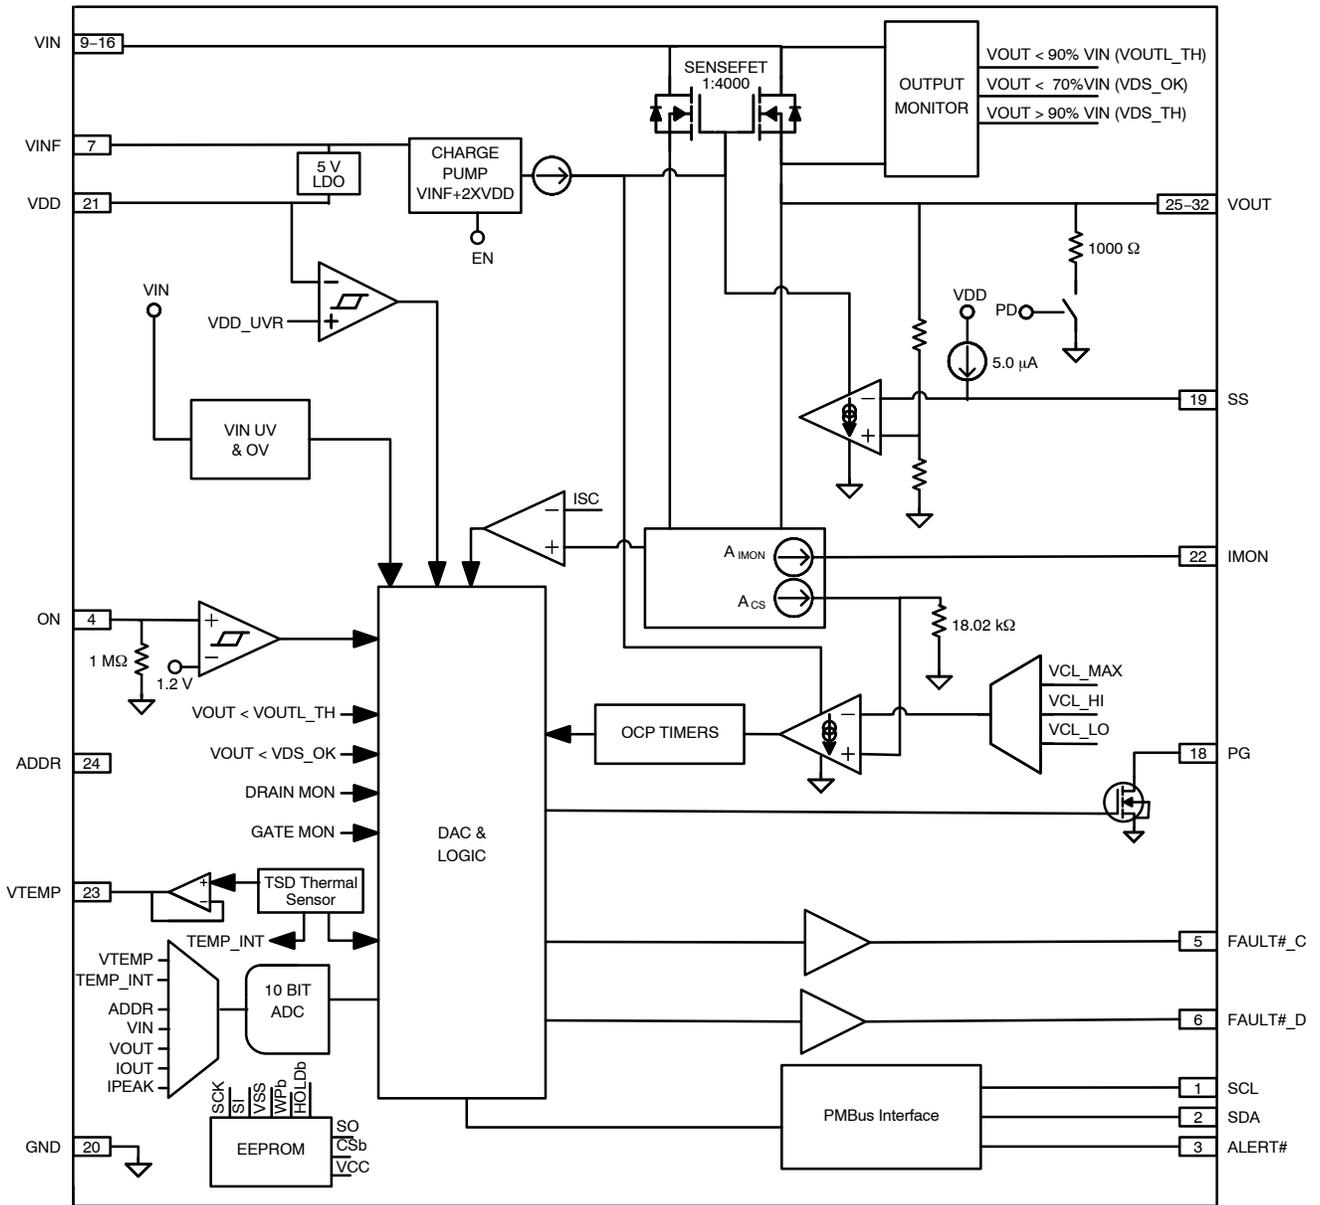 VIN
9–16
SENSEFET
1:4000
OUTPUT
MONITOR
VOUT < 90% VIN (VOUTL_TH)
VOUT < 70%VIN (VDS_OK)
VOUT > 90% VIN (VDS_TH)
VINF
7
5 V
LDO
CHARGE
PUMP
VINF+2XVDD
EN
VDD
21
25–32
VOUT
1000 Ω
VIN
VDD_UVR
−
+
VDD
PD
5.0 μA
VIN UV
& OV
−
+
19
SS
ISC
−
+
A IMON
A CS
22
IMON
ON
4
+
−
1 MΩ
1.2 V
18.02 kΩ
VCL_MAX
VCL_HI
VCL_LO
VOUT < VOUTL_TH
VOUT < VDS_OK
DRAIN MON
GATE MON
OCP TIMERS
−
+
18
PG
ADDR
24
DAC &
LOGIC
VTEMP
23
+
−
TSD Thermal
Sensor
TEMP_INT
VTEMP
TEMP_INT
ADDR
VIN
VOUT
IOUT
IPEAK
10 BIT
ADC
5
FAULT#_C
6
FAULT#_D
SCK
SI
VSS
WPb
HOLDb
EEPROM
SO
CSb
VCC
PMBus Interface
1
SCL
2
SDA
3
ALERT#
GND
20